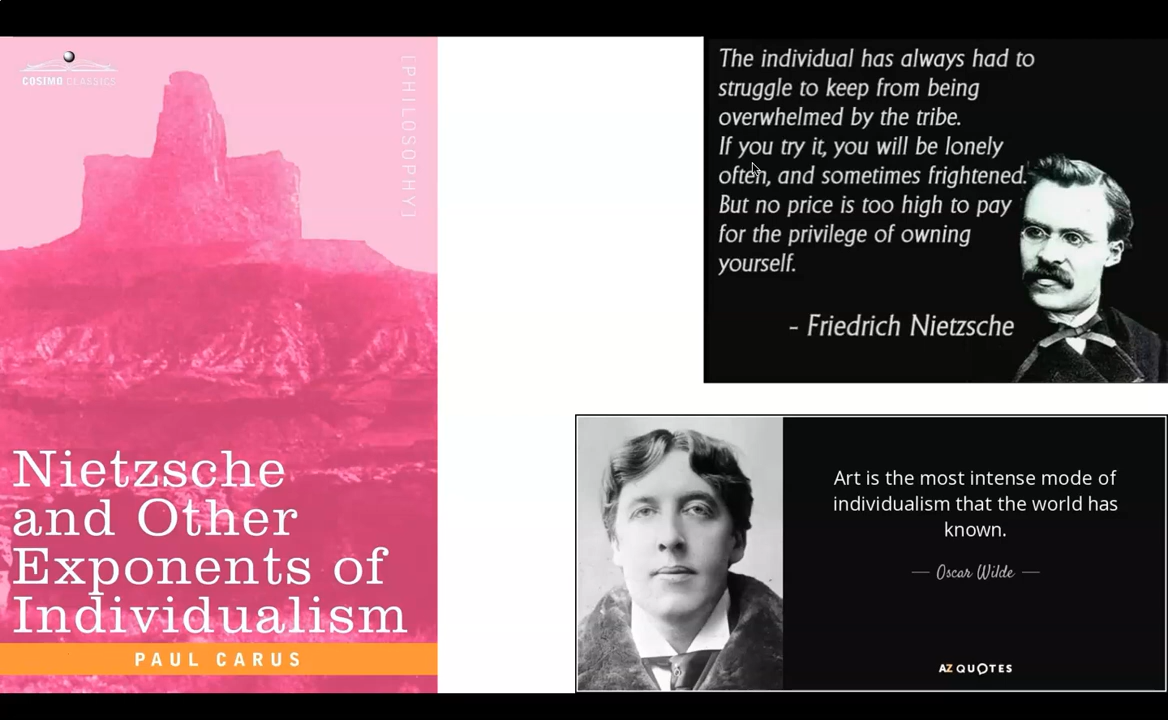 COSIMO CLASSICS
[PHILOSOPHY]
Nietzsche
and Other
Exponents of
Individualism
PAUL CARUS
The individual has always had to
struggle to keep from being
overwhelmed by the tribe.
If you try it, you will be lonely
often, and sometimes frightened.
But no price is too high to pay
for the privilege of owning
yourself.
- Friedrich Nietzsche
Art is the most intense mode of
individualism that the world has
known.
— Oscar Wilde —
AZ QUOTES